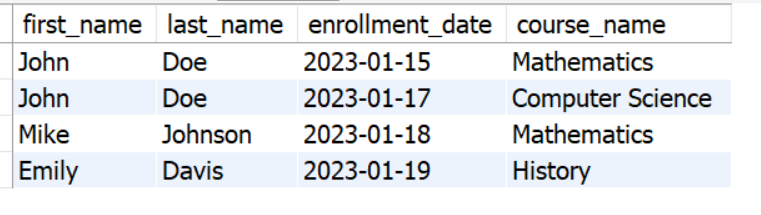 first_name last_name enrollment_date course_name
John Doe 2023-01-15 Mathematics
John Doe 2023-01-17 Computer Science
Mike Johnson 2023-01-18 Mathematics
Emily Davis 2023-01-19 History